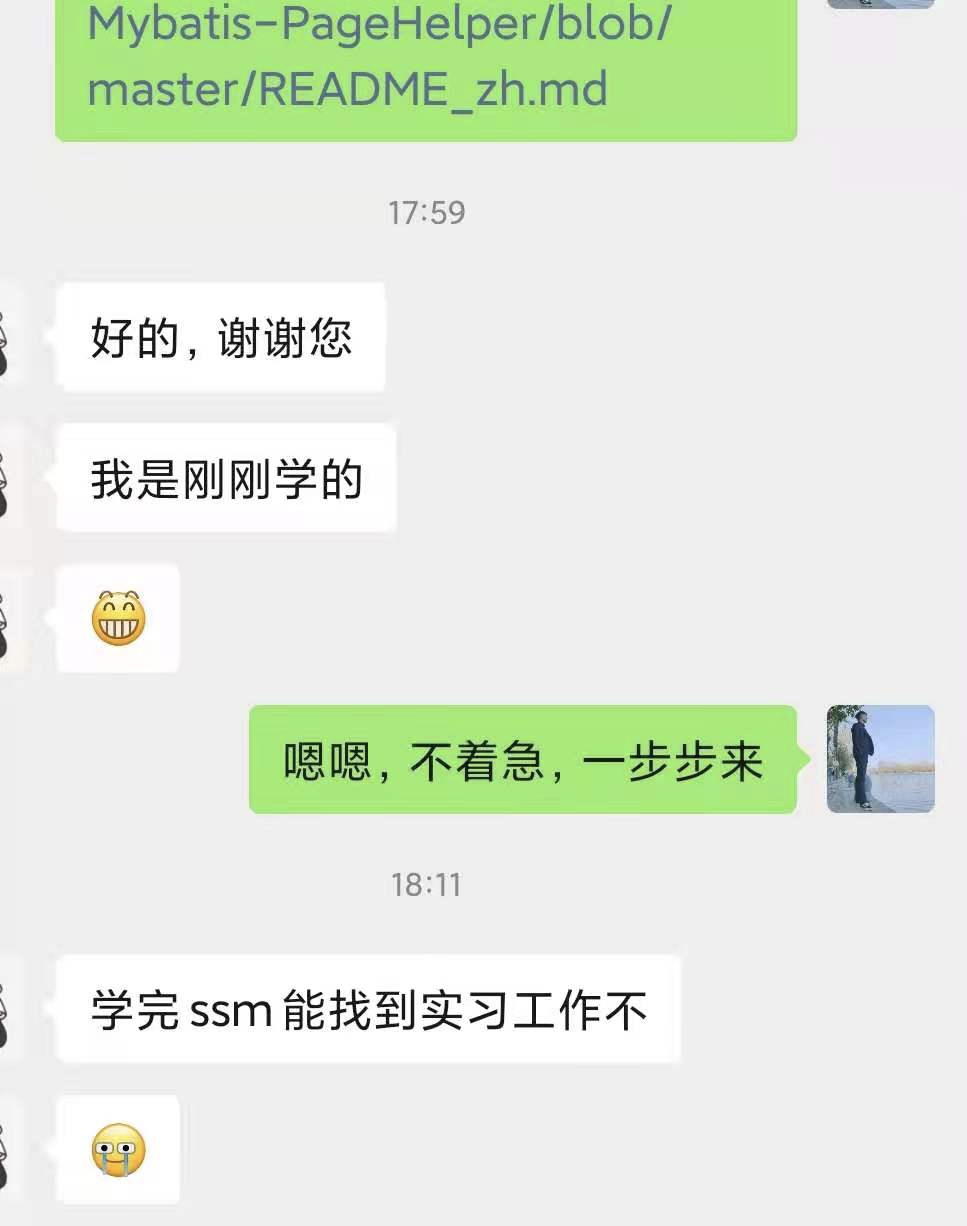 Mybatis-PageHelper/blob/
master/README_zh.md
17:59
好的，谢谢您
我是刚刚学的
嗯嗯，不着急，一步步来
18:11
学完 ssm 能找到实习工作不